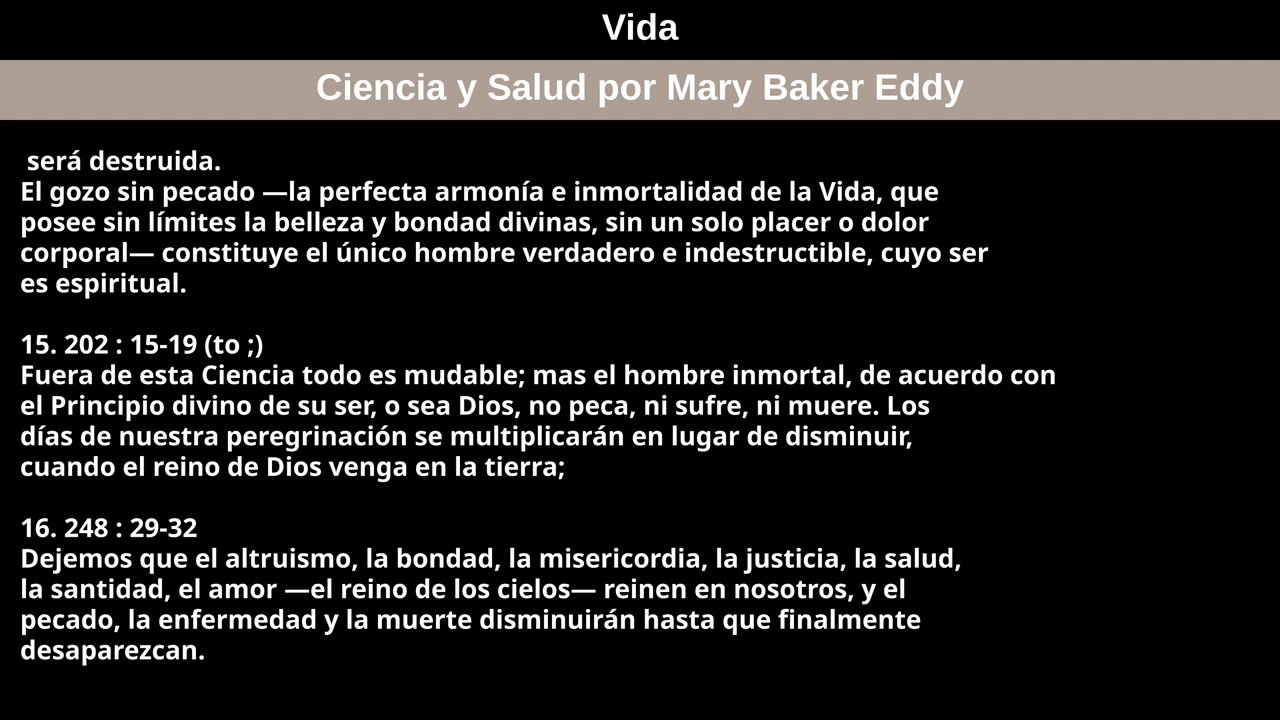 Vida
Ciencia y Salud por Mary Baker Eddy
será destruida.
El gozo sin pecado —la perfecta armonía e inmortalidad de la Vida, que
posee sin límites la belleza y bondad divinas, sin un solo placer o dolor
corporal— constituye el único hombre verdadero e indestructible, cuyo ser
es espiritual.
15. 202 : 15-19 (to ;)
Fuera de esta Ciencia todo es mudable; mas el hombre inmortal, de acuerdo con
el Principio divino de su ser, o sea Dios, no peca, ni sufre, ni muere. Los
días de nuestra peregrinación se multiplicarán en lugar de disminuir,
cuando el reino de Dios venga en la tierra;
16. 248 : 29-32
Dejemos que el altruismo, la bondad, la misericordia, la justicia, la salud,
la santidad, el amor —el reino de los cielos— reinen en nosotros, y el
pecado, la enfermedad y la muerte disminuirán hasta que finalmente
desaparezcan.